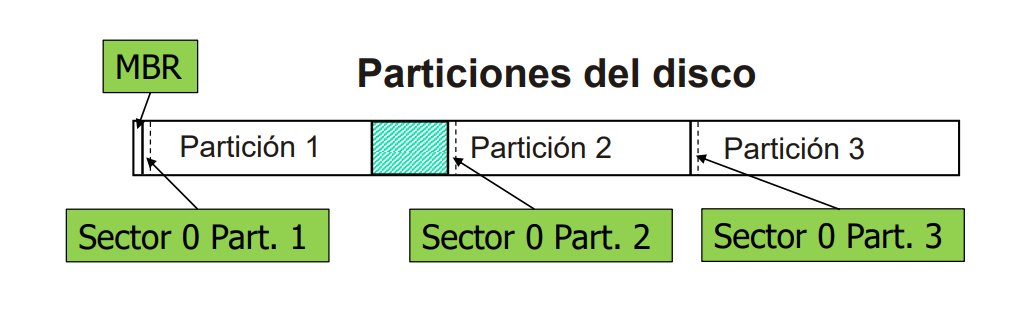 MBR
Particiones del disco
Partición 1
Partición 2
Partición 3
Sector 0 Part. 1
Sector 0 Part. 2
Sector 0 Part. 3